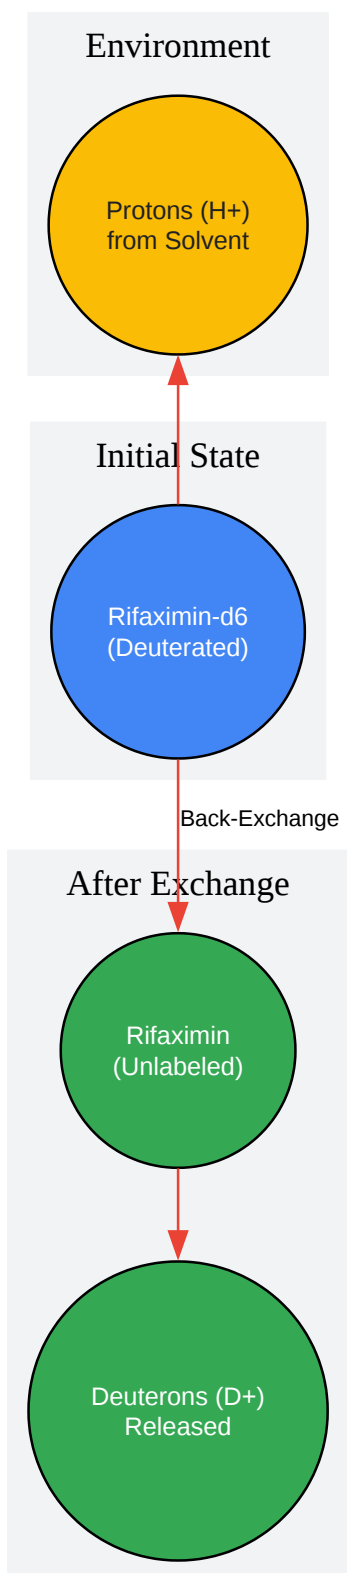 Environment
Protons (H+)
from Solvent
Initial State
Rifaximin-d6
(Deuterated)
Back-Exchange
After Exchange
Rifaximin
(Unlabeled)
Deuterons (D+)
Released